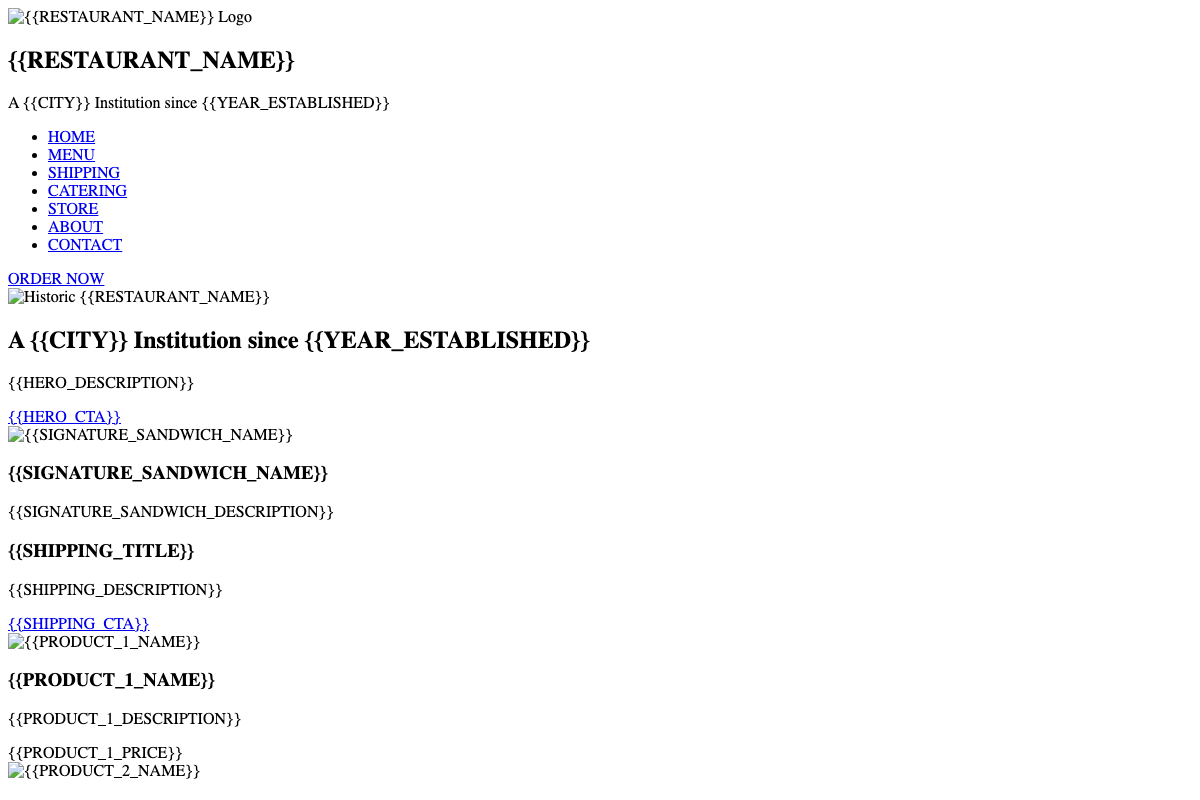 {{RESTAURANT_NAME}} Logo
{{RESTAURANT_NAME}}
A {{CITY}} Institution since {{YEAR_ESTABLISHED}}
HOME
MENU
SHIPPING
CATERING
STORE
ABOUT
CONTACT
ORDER NOW
Historic {{RESTAURANT_NAME}}
A {{CITY}} Institution since {{YEAR_ESTABLISHED}}
{{HERO_DESCRIPTION}}
{{HERO_CTA}}
{{SIGNATURE_SANDWICH_NAME}}
{{SIGNATURE_SANDWICH_NAME}}
{{SIGNATURE_SANDWICH_DESCRIPTION}}
{{SHIPPING_TITLE}}
{{SHIPPING_DESCRIPTION}}
{{SHIPPING_CTA}}
{{PRODUCT_1_NAME}}
{{PRODUCT_1_NAME}}
{{PRODUCT_1_DESCRIPTION}}
{{PRODUCT_1_PRICE}}
{{PRODUCT_2_NAME}}